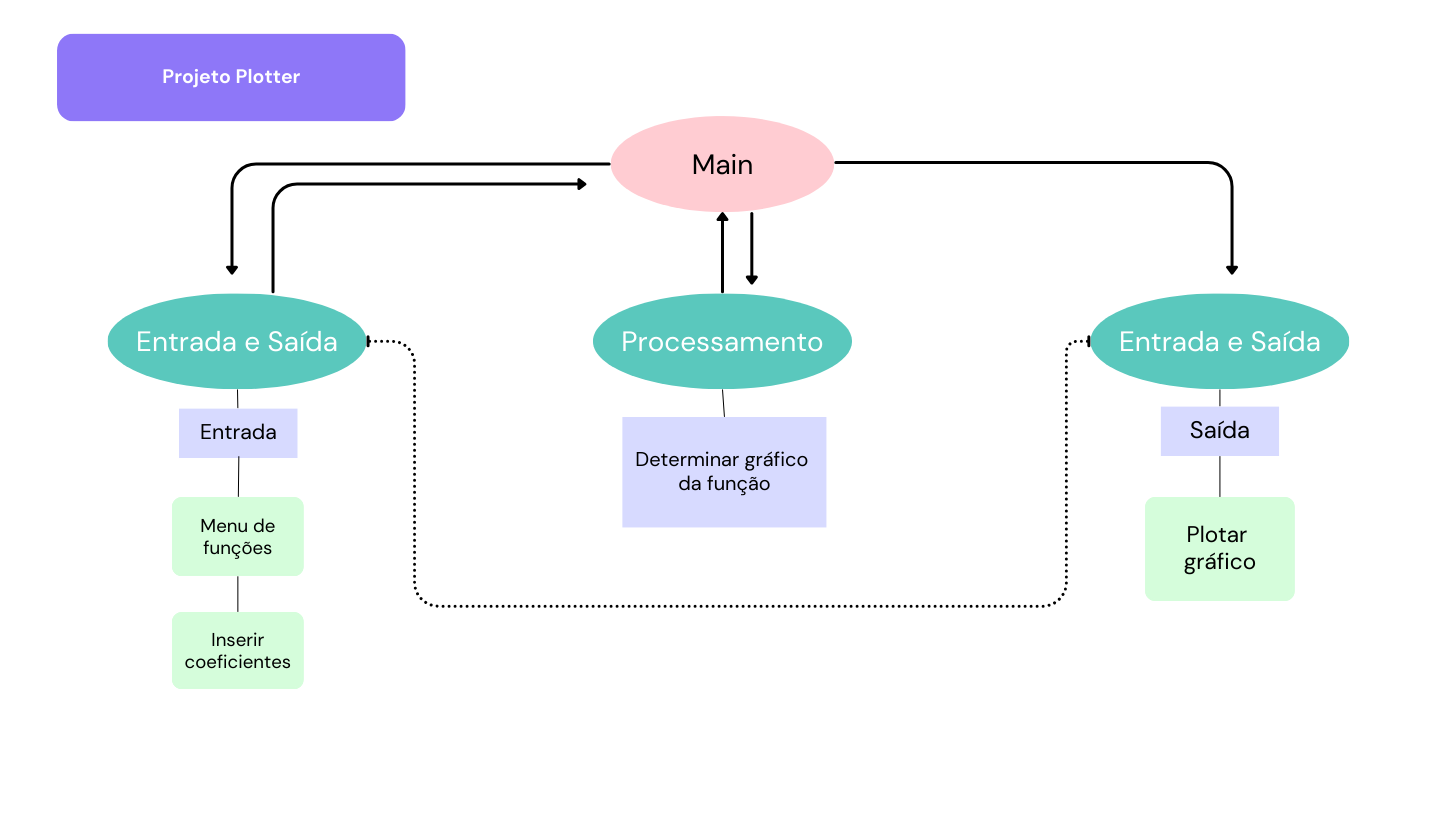 Projeto Plotter
Main
Entrada e Saída
Processamento
Entrada e Saída
Entrada
Menu de
funções
Inserir
coeficientes
Determinar gráfico
da função
Saída
Plotar
gráfico